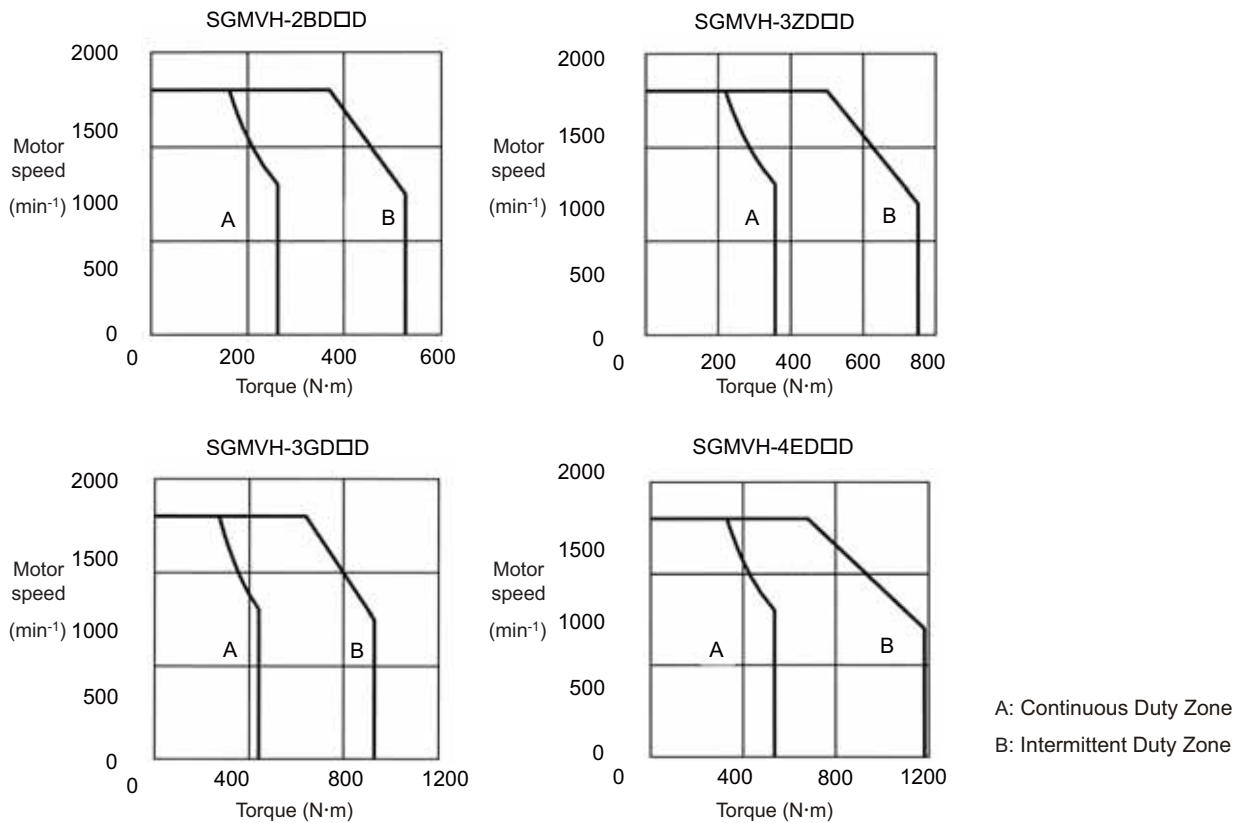 SGMVH-2BD□D
2000
1500
Motor
speed
(min-1)
1000
500
0
A
B
0
200
400
600
Torque (N·m)
SGMVH-3ZD□D
2000
1500
Motor
speed
(min-1)
1000
500
0
A
B
0
200
400
600
800
Torque (N·m)
SGMVH-3GD□D
2000
1500
Motor
speed
(min-1)
1000
500
0
A
B
0
400
800
1200
Torque (N·m)
SGMVH-4ED□D
2000
1500
Motor
speed
(min-1)
1000
500
0
A
B
0
400
800
1200
Torque (N·m)
A: Continuous Duty Zone
B: Intermittent Duty Zone